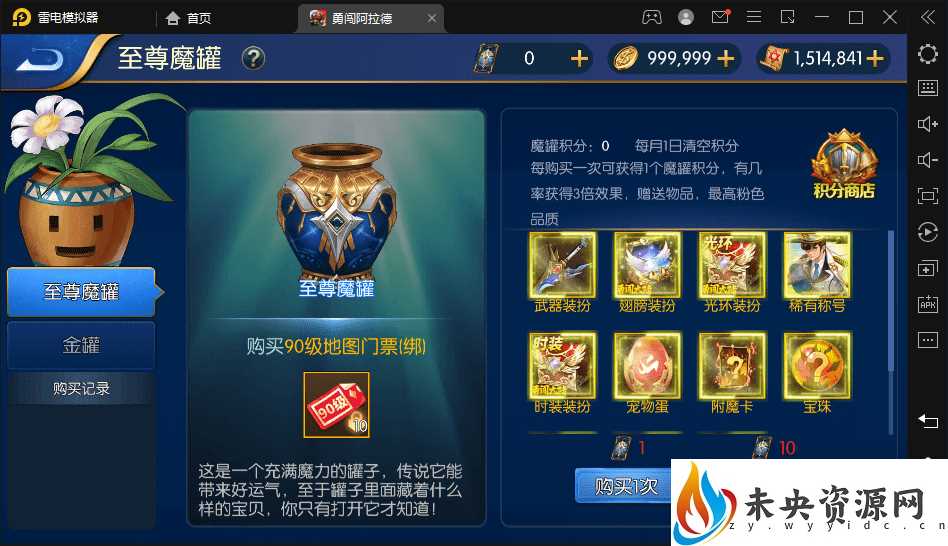 雷电模拟器
首页
勇闯阿拉德
至尊魔罐
?
0
999,999
1,514,841
魔罐积分：0 每月1日清空积分
每购买一次可获得1个魔罐积分，有几
率获得3倍效果，赠送物品，最高粉色
品质
积分商店
至尊魔罐
金罐
购买记录
至尊魔罐
购买90级地图门票(绑)
90级
10
这是一个充满魔力的罐子，传说它能
带来好运气，至于罐子里面藏着什么
样的宝贝，你只有打开它才知道！
武器装扮
翅膀装扮
光环
光环装扮
稀有称号
时装
时装装扮
宠物蛋
附魔卡
宝珠
1
10
购买1次
APK
未央资源网
zy.wyyidc.cn